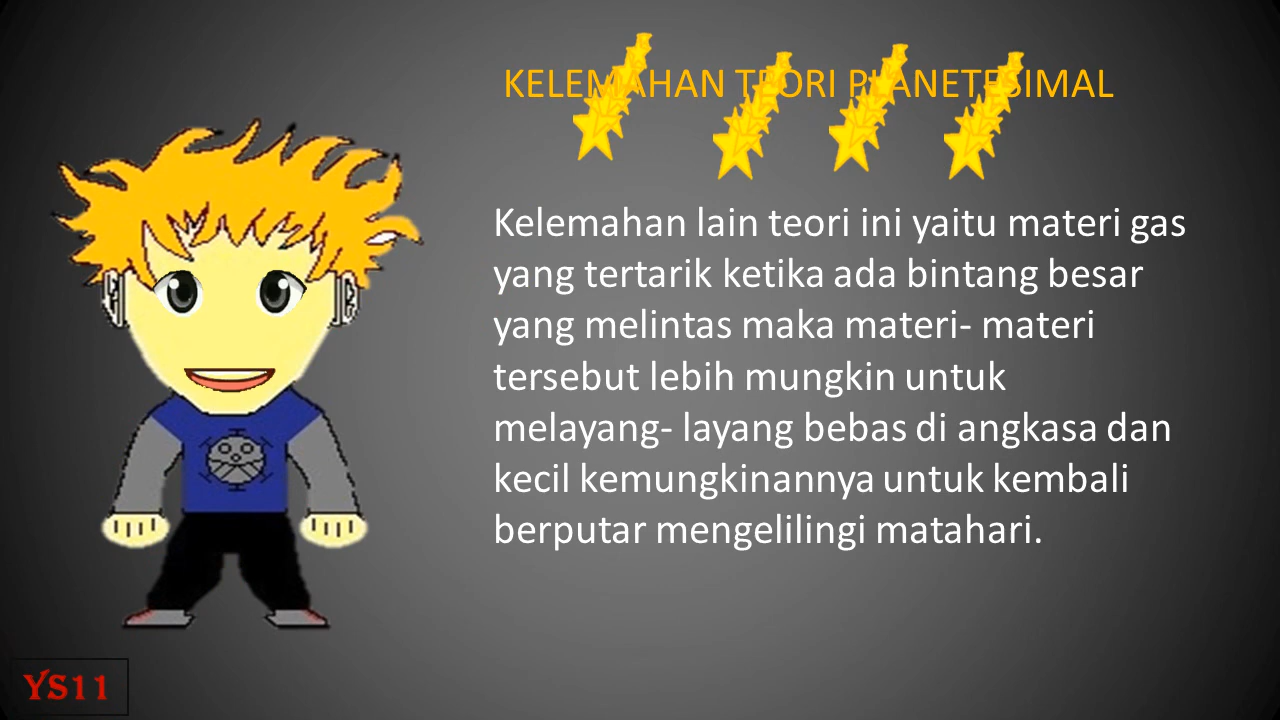 KELEMAHAN TEORI PLANETESIMAL
Kelemahan lain teori ini yaitu materi gas
yang tertarik ketika ada bintang besar
yang melintas maka materi- materi
tersebut lebih mungkin untuk
melayang- layang bebas di angkasa dan
kecil kemungkinannya untuk kembali
berputar mengelilingi matahari.
YS11